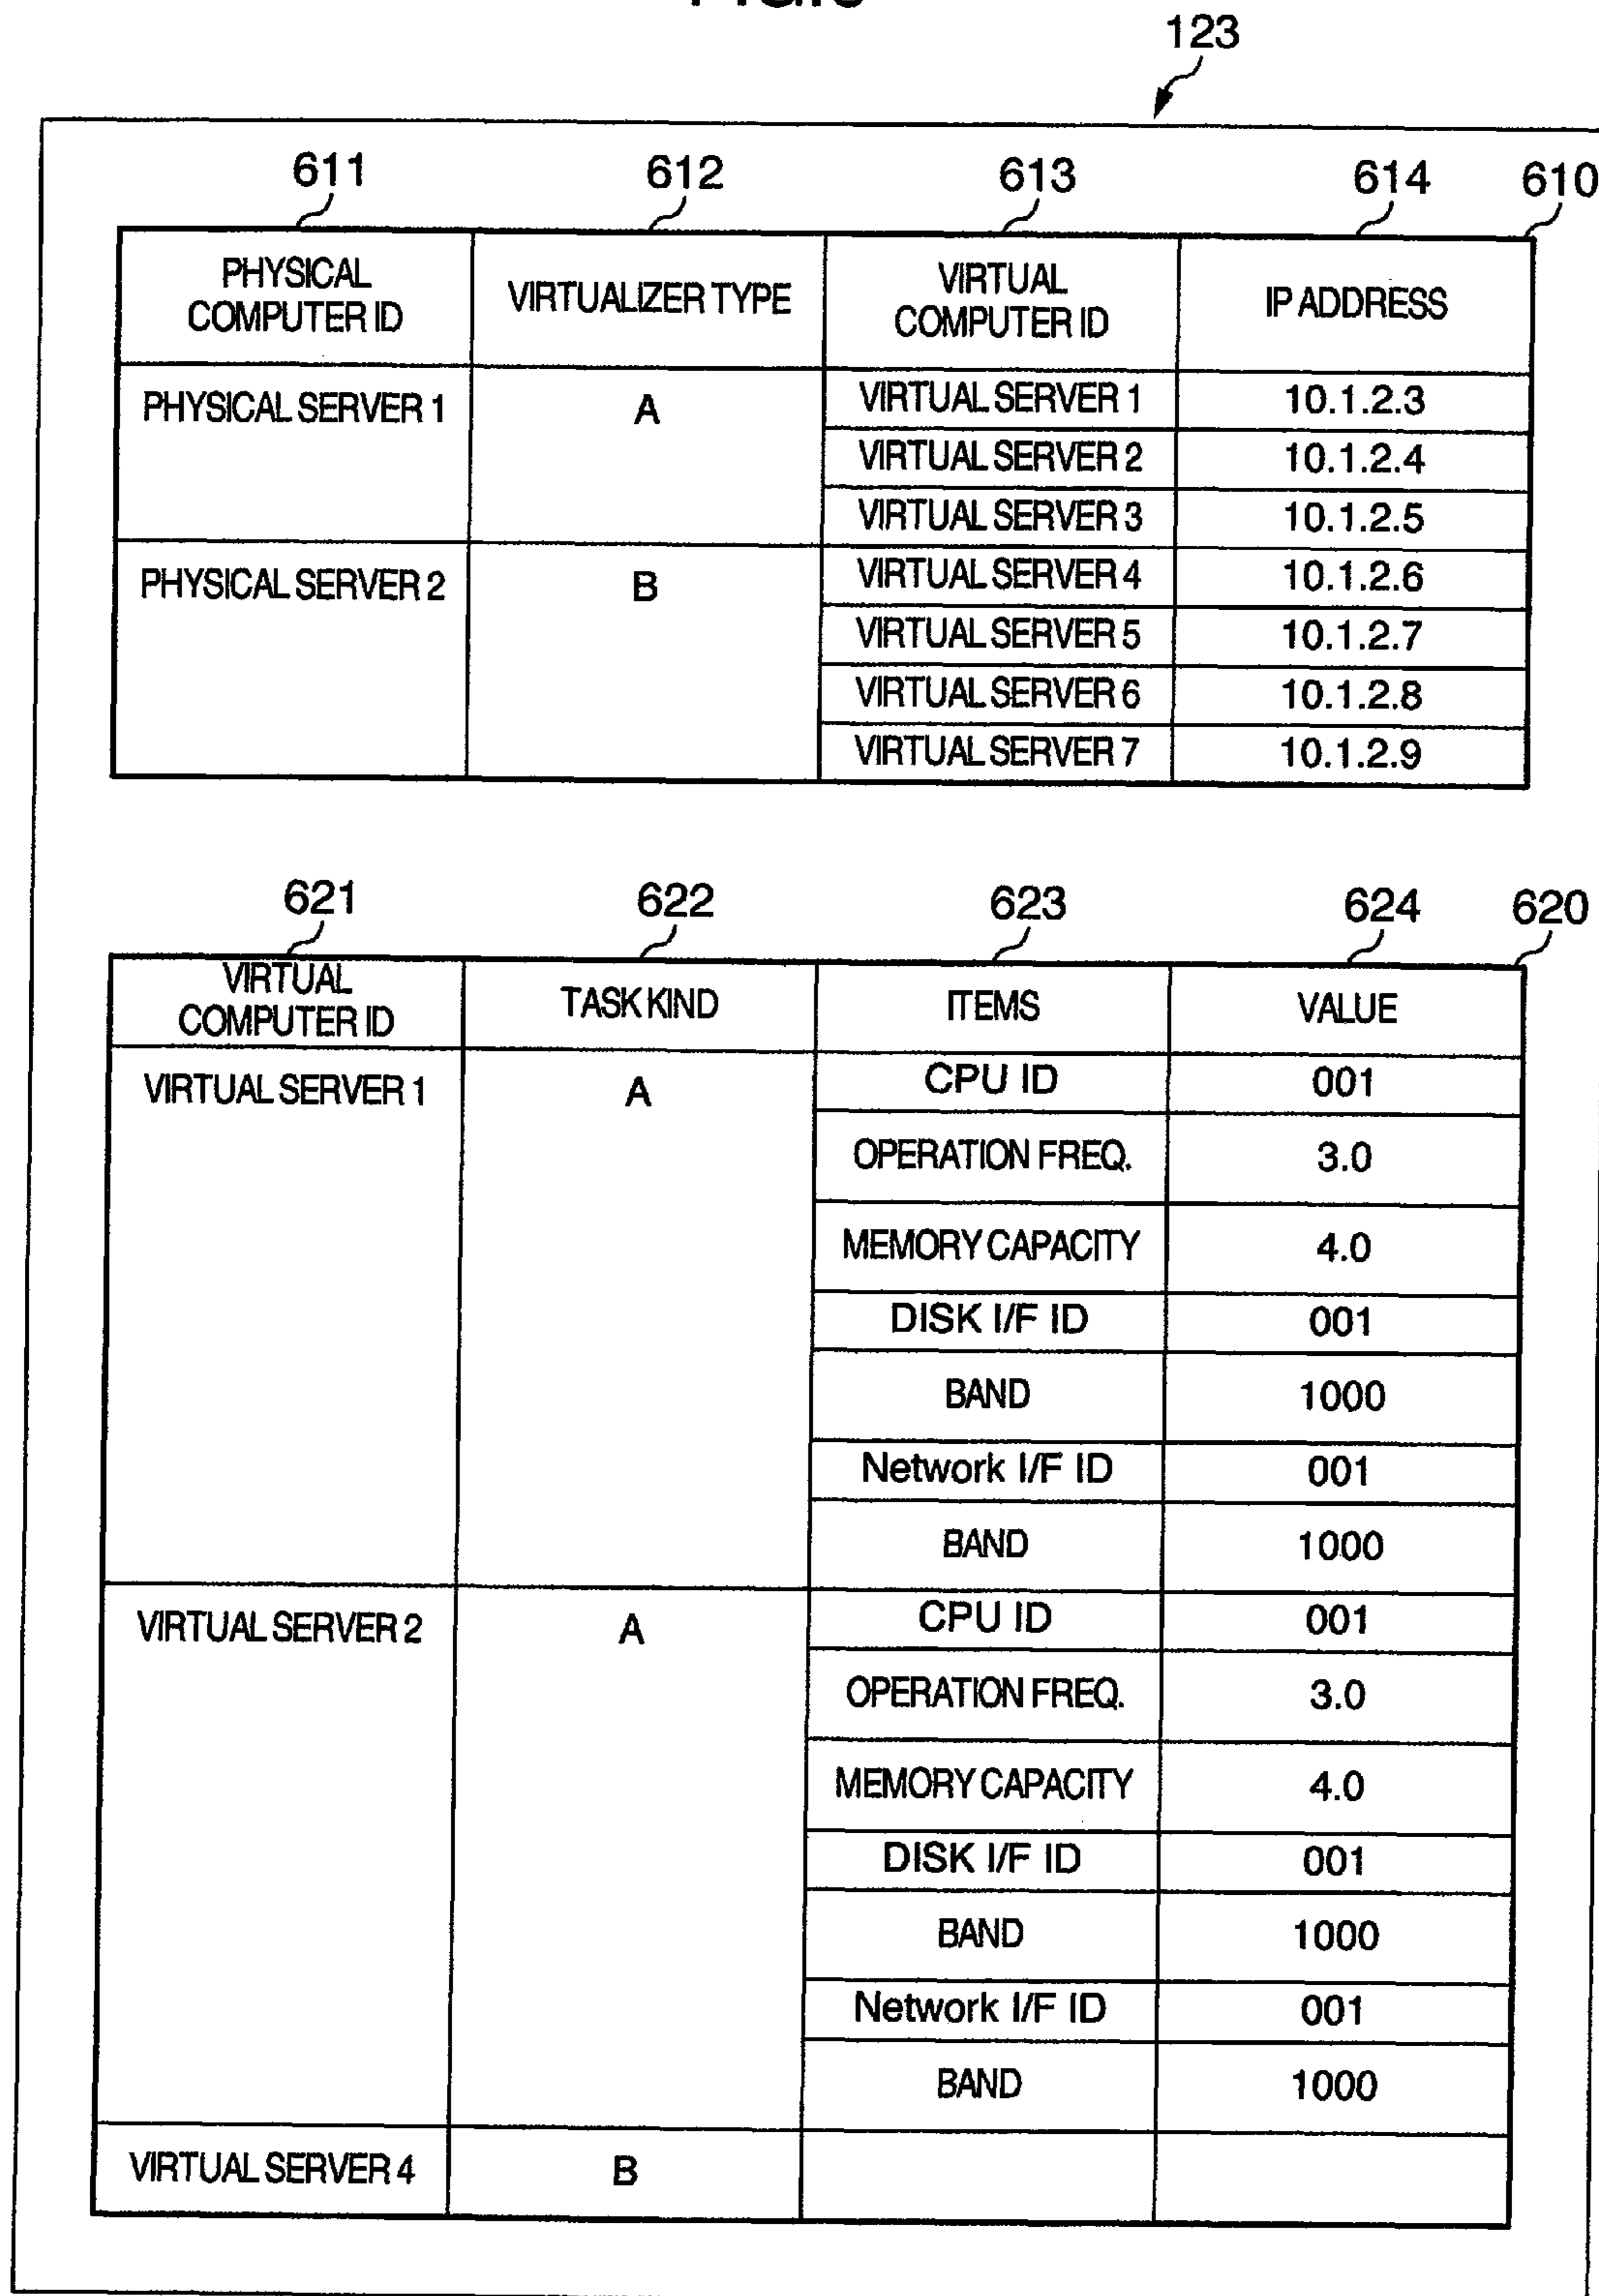 123
611 612 613 614 610
PHYSICAL COMPUTER ID VIRTUALIZER TYPE VIRTUAL COMPUTER ID IP ADDRESS
PHYSICAL SERVER 1 A VIRTUAL SERVER 1 10.1.2.3
VIRTUAL SERVER 2 10.1.2.4
VIRTUAL SERVER 3 10.1.2.5
PHYSICAL SERVER 2 B VIRTUAL SERVER 4 10.1.2.6
VIRTUAL SERVER 5 10.1.2.7
VIRTUAL SERVER 6 10.1.2.8
VIRTUAL SERVER 7 10.1.2.9
621 622 623 624 620
VIRTUAL COMPUTER ID TASK KIND ITEMS VALUE
VIRTUAL SERVER 1 A CPU ID 001
OPERATION FREQ. 3.0
MEMORY CAPACITY 4.0
DISK I/F ID 001
BAND 1000
Network I/F ID 001
BAND 1000
VIRTUAL SERVER 2 A CPU ID 001
OPERATION FREQ. 3.0
MEMORY CAPACITY 4.0
DISK I/F ID 001
BAND 1000
Network I/F ID 001
BAND 1000
VIRTUAL SERVER 4 B